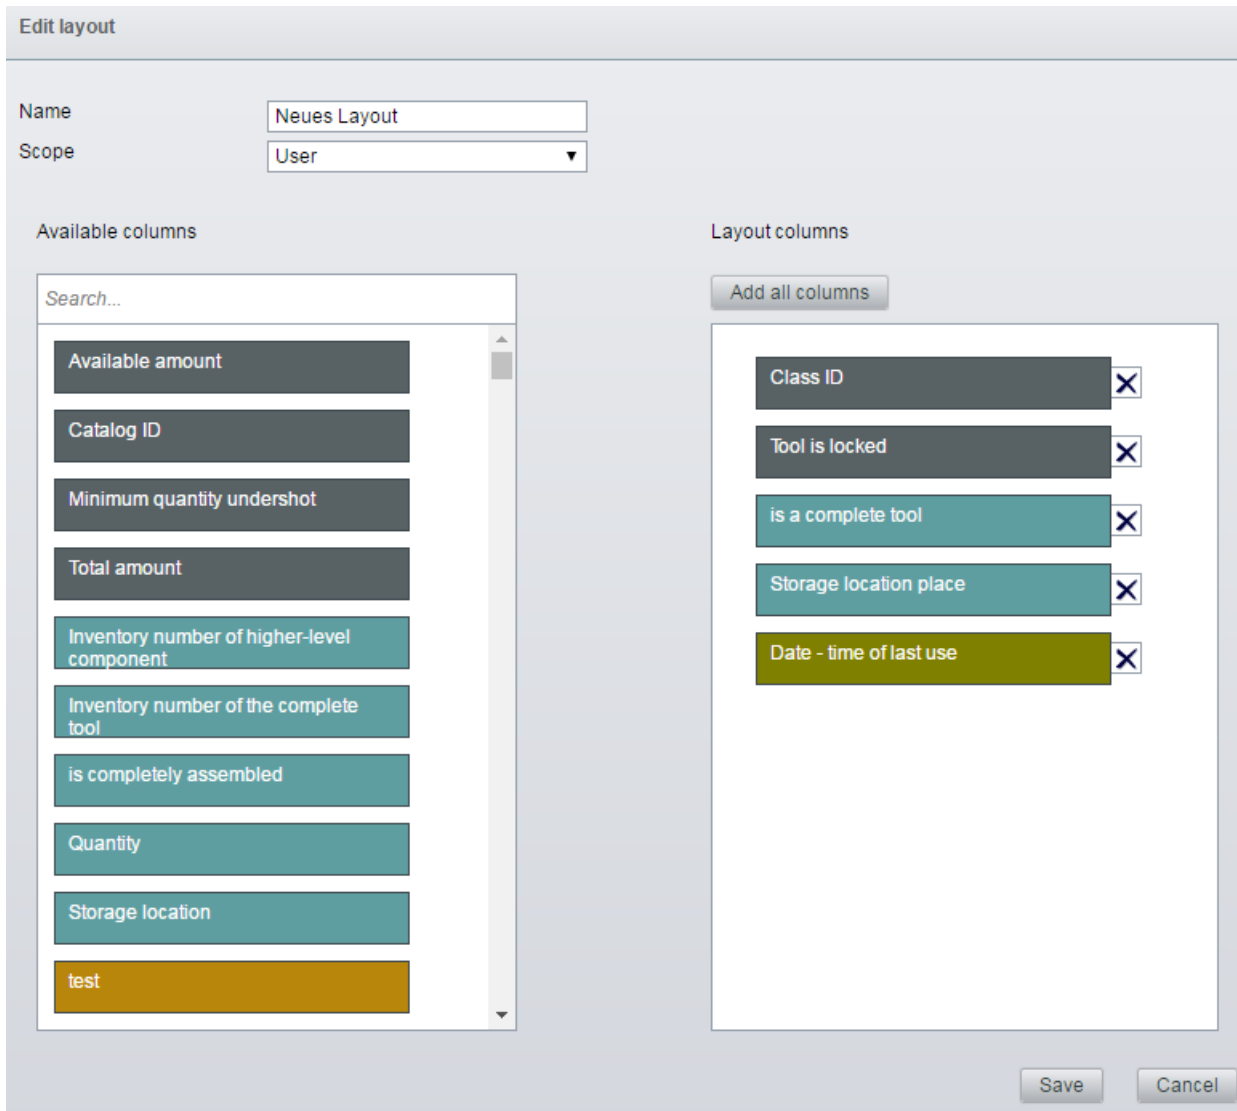 Edit layout
Name
Neues Layout
Scope
User
Available columns
Search...
Available amount
Catalog ID
Minimum quantity undershot
Total amount
Inventory number of higher-level
component
Inventory number of the complete
tool
is completely assembled
Quantity
Storage location
test
Layout columns
Add all columns
Class ID
Tool is locked
is a complete tool
Storage location place
Date - time of last use
Save
Cancel